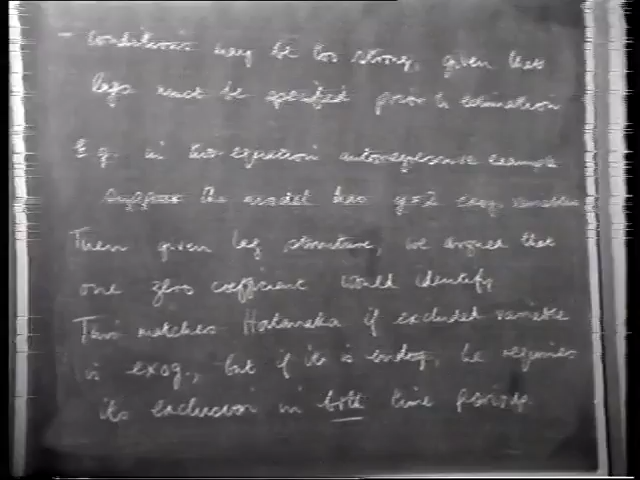 - Conditions may be too strong, given that
lags must be specified prior to estimation
E.g. in two equation autoregressive example
suppose the model has g=2 exog. variables
Then given lag structure, we argued that
one zero coefficient would identify
This matches Hatanaka if excluded variable
is exog., but if it is endog, he requires
its exclusion in both time periods.